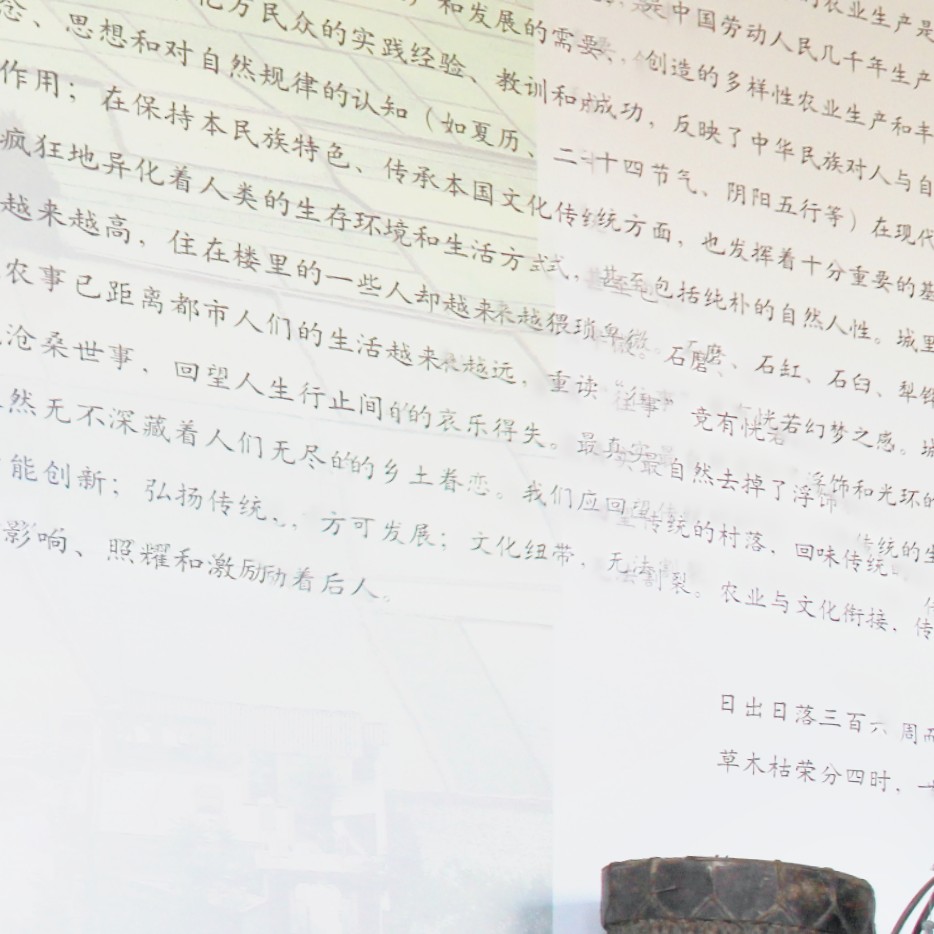 农业生产是
是中国劳动人民几千年生产
和发展的需要，创造的多样性农业生产和丰
方民众的实践经验、教训和成功，反映了中华民族对人与自
念、思想和对自然规律的认知（如夏历、二十四节气、阴阳五行等）在现代
作用；在保持本民族特色、传承本国文化传统方面，也发挥着十分重要的基
疯狂地异化着人类的生存环境和生活方式，甚至包括纯朴的自然人性。城里
越来越高，住在楼里的一些人却越来越猥琐卑微。石磨、石缸、石臼、犁铧
农事已距离都市人们的生活越来越远，重读“往事”竟有恍若幻梦之感。城
沧桑世事，回望人生行止间的哀乐得失。最真实最自然去掉了浮饰和光环的
然无不深藏着人们无尽的乡土眷恋。我们应回望传统的村落，回味传统的生
能创新；弘扬传统，方可发展；文化纽带，无法割裂。农业与文化衔接，传
影响、照耀和激励着后人。
日出日落三百六 周而
草木枯荣分四时，一